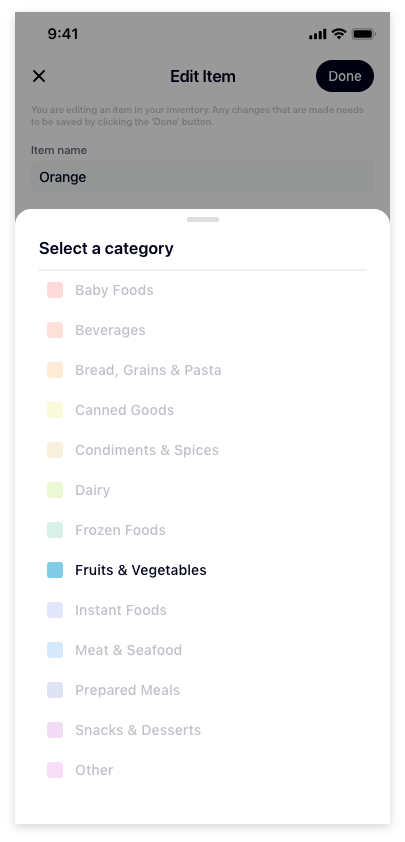 9:41
Edit Item
Done
You are editing an item in your inventory. Any changes that are made needs
to be saved by clicking the 'Done' button.
Item name
Orange
Select a category
Baby Foods
Beverages
Bread, Grains & Pasta
Canned Goods
Condiments & Spices
Dairy
Frozen Foods
Fruits & Vegetables
Instant Foods
Meat & Seafood
Prepared Meals
Snacks & Desserts
Other